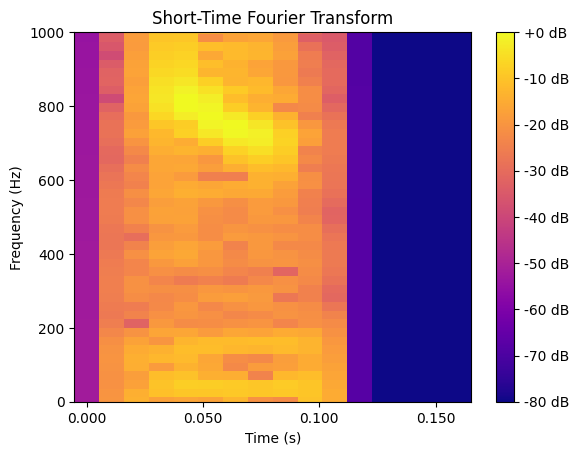 Short-Time Fourier Transform
Frequency (Hz)
1000
800
600
400
200
0
0.000
0.050
0.100
0.150
Time (s)
+0 dB
-10 dB
-20 dB
-30 dB
-40 dB
-50 dB
-60 dB
-70 dB
-80 dB